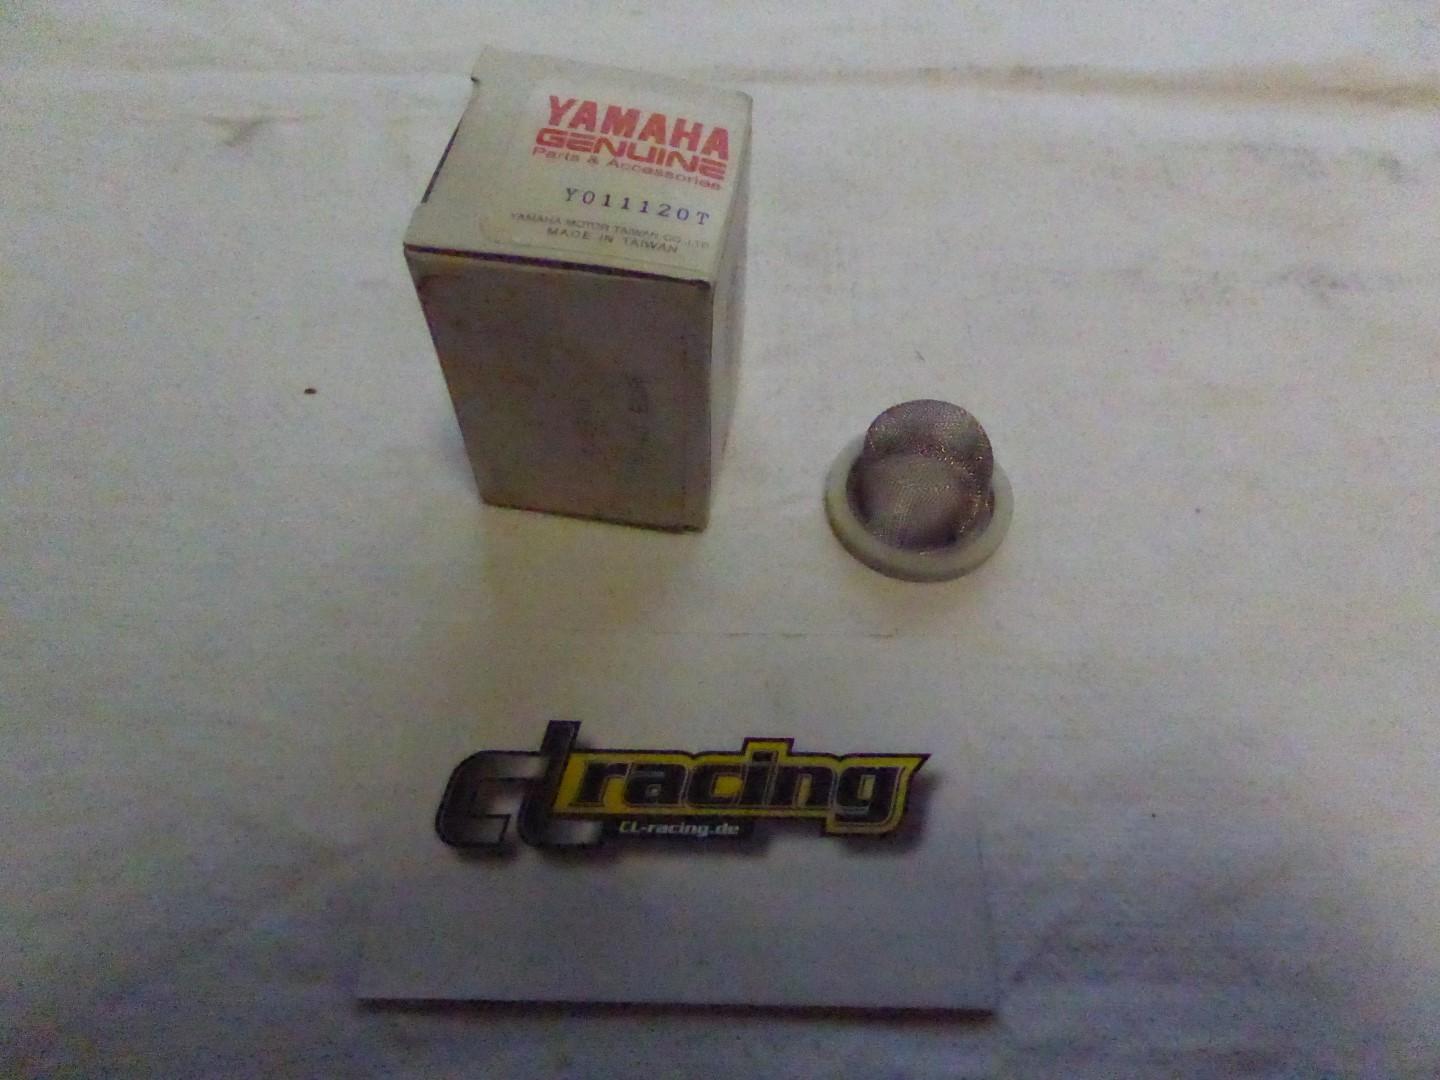 YAMAHA
GENUINE
Parts & Accessories
Y011120T
YAMAHA MOTOR TAIWAN CO.,LTD
MADE IN TAIWAN
CL racing
CL-racing.de